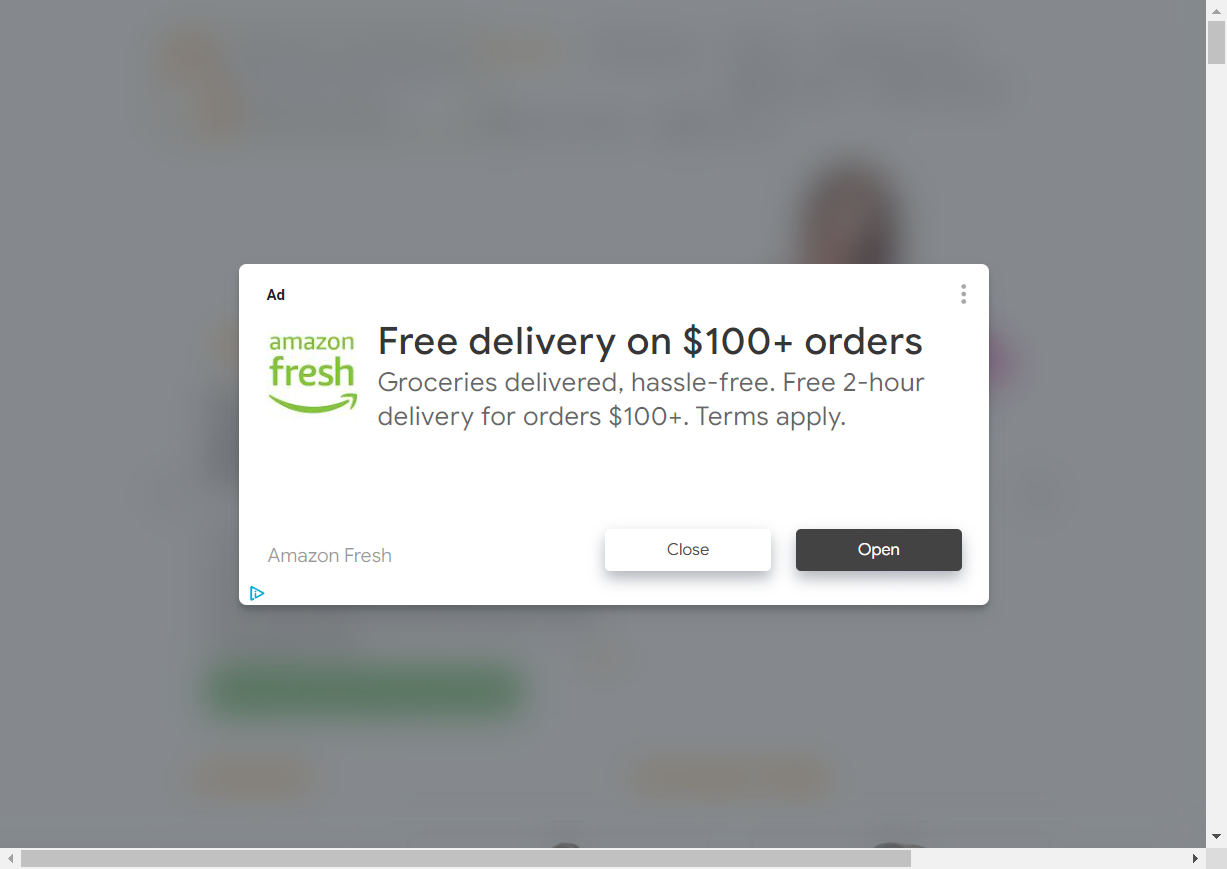 Ad
amazon
fresh
Free delivery on $100+ orders
Groceries delivered, hassle-free. Free 2-hour
delivery for orders $100+. Terms apply.
Amazon Fresh
Close
Open